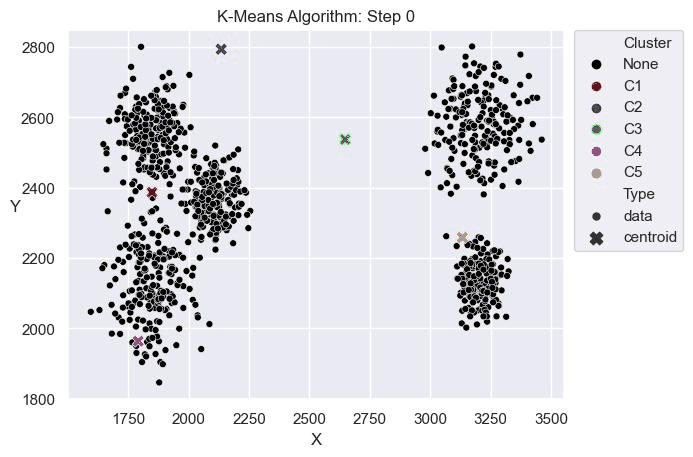 K-Means Algorithm: Step 0
2800
2600
2400
2200
2000
1800
Y
1750
2000
2250
2500
2750
3000
3250
3500
X
Cluster
None
C1
C2
C3
C4
C5
Type
data
centroid